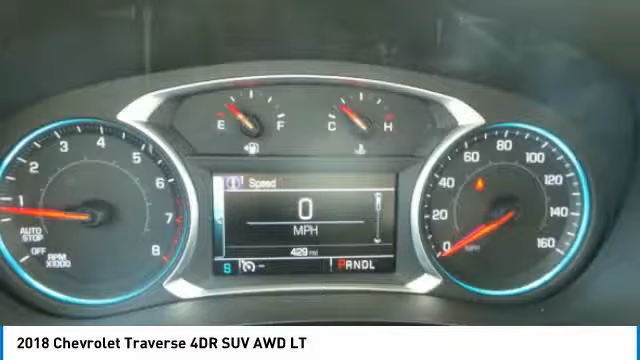 E F
C H
1 2 3 4 5 6 7 8
AUTO
STOP
OFF
RPM
X1000
Speed
0
MPH
429
S
PRNDL
0 20 40 60 80 100 120 140 160
MPH
2018 Chevrolet Traverse 4DR SUV AWD LT